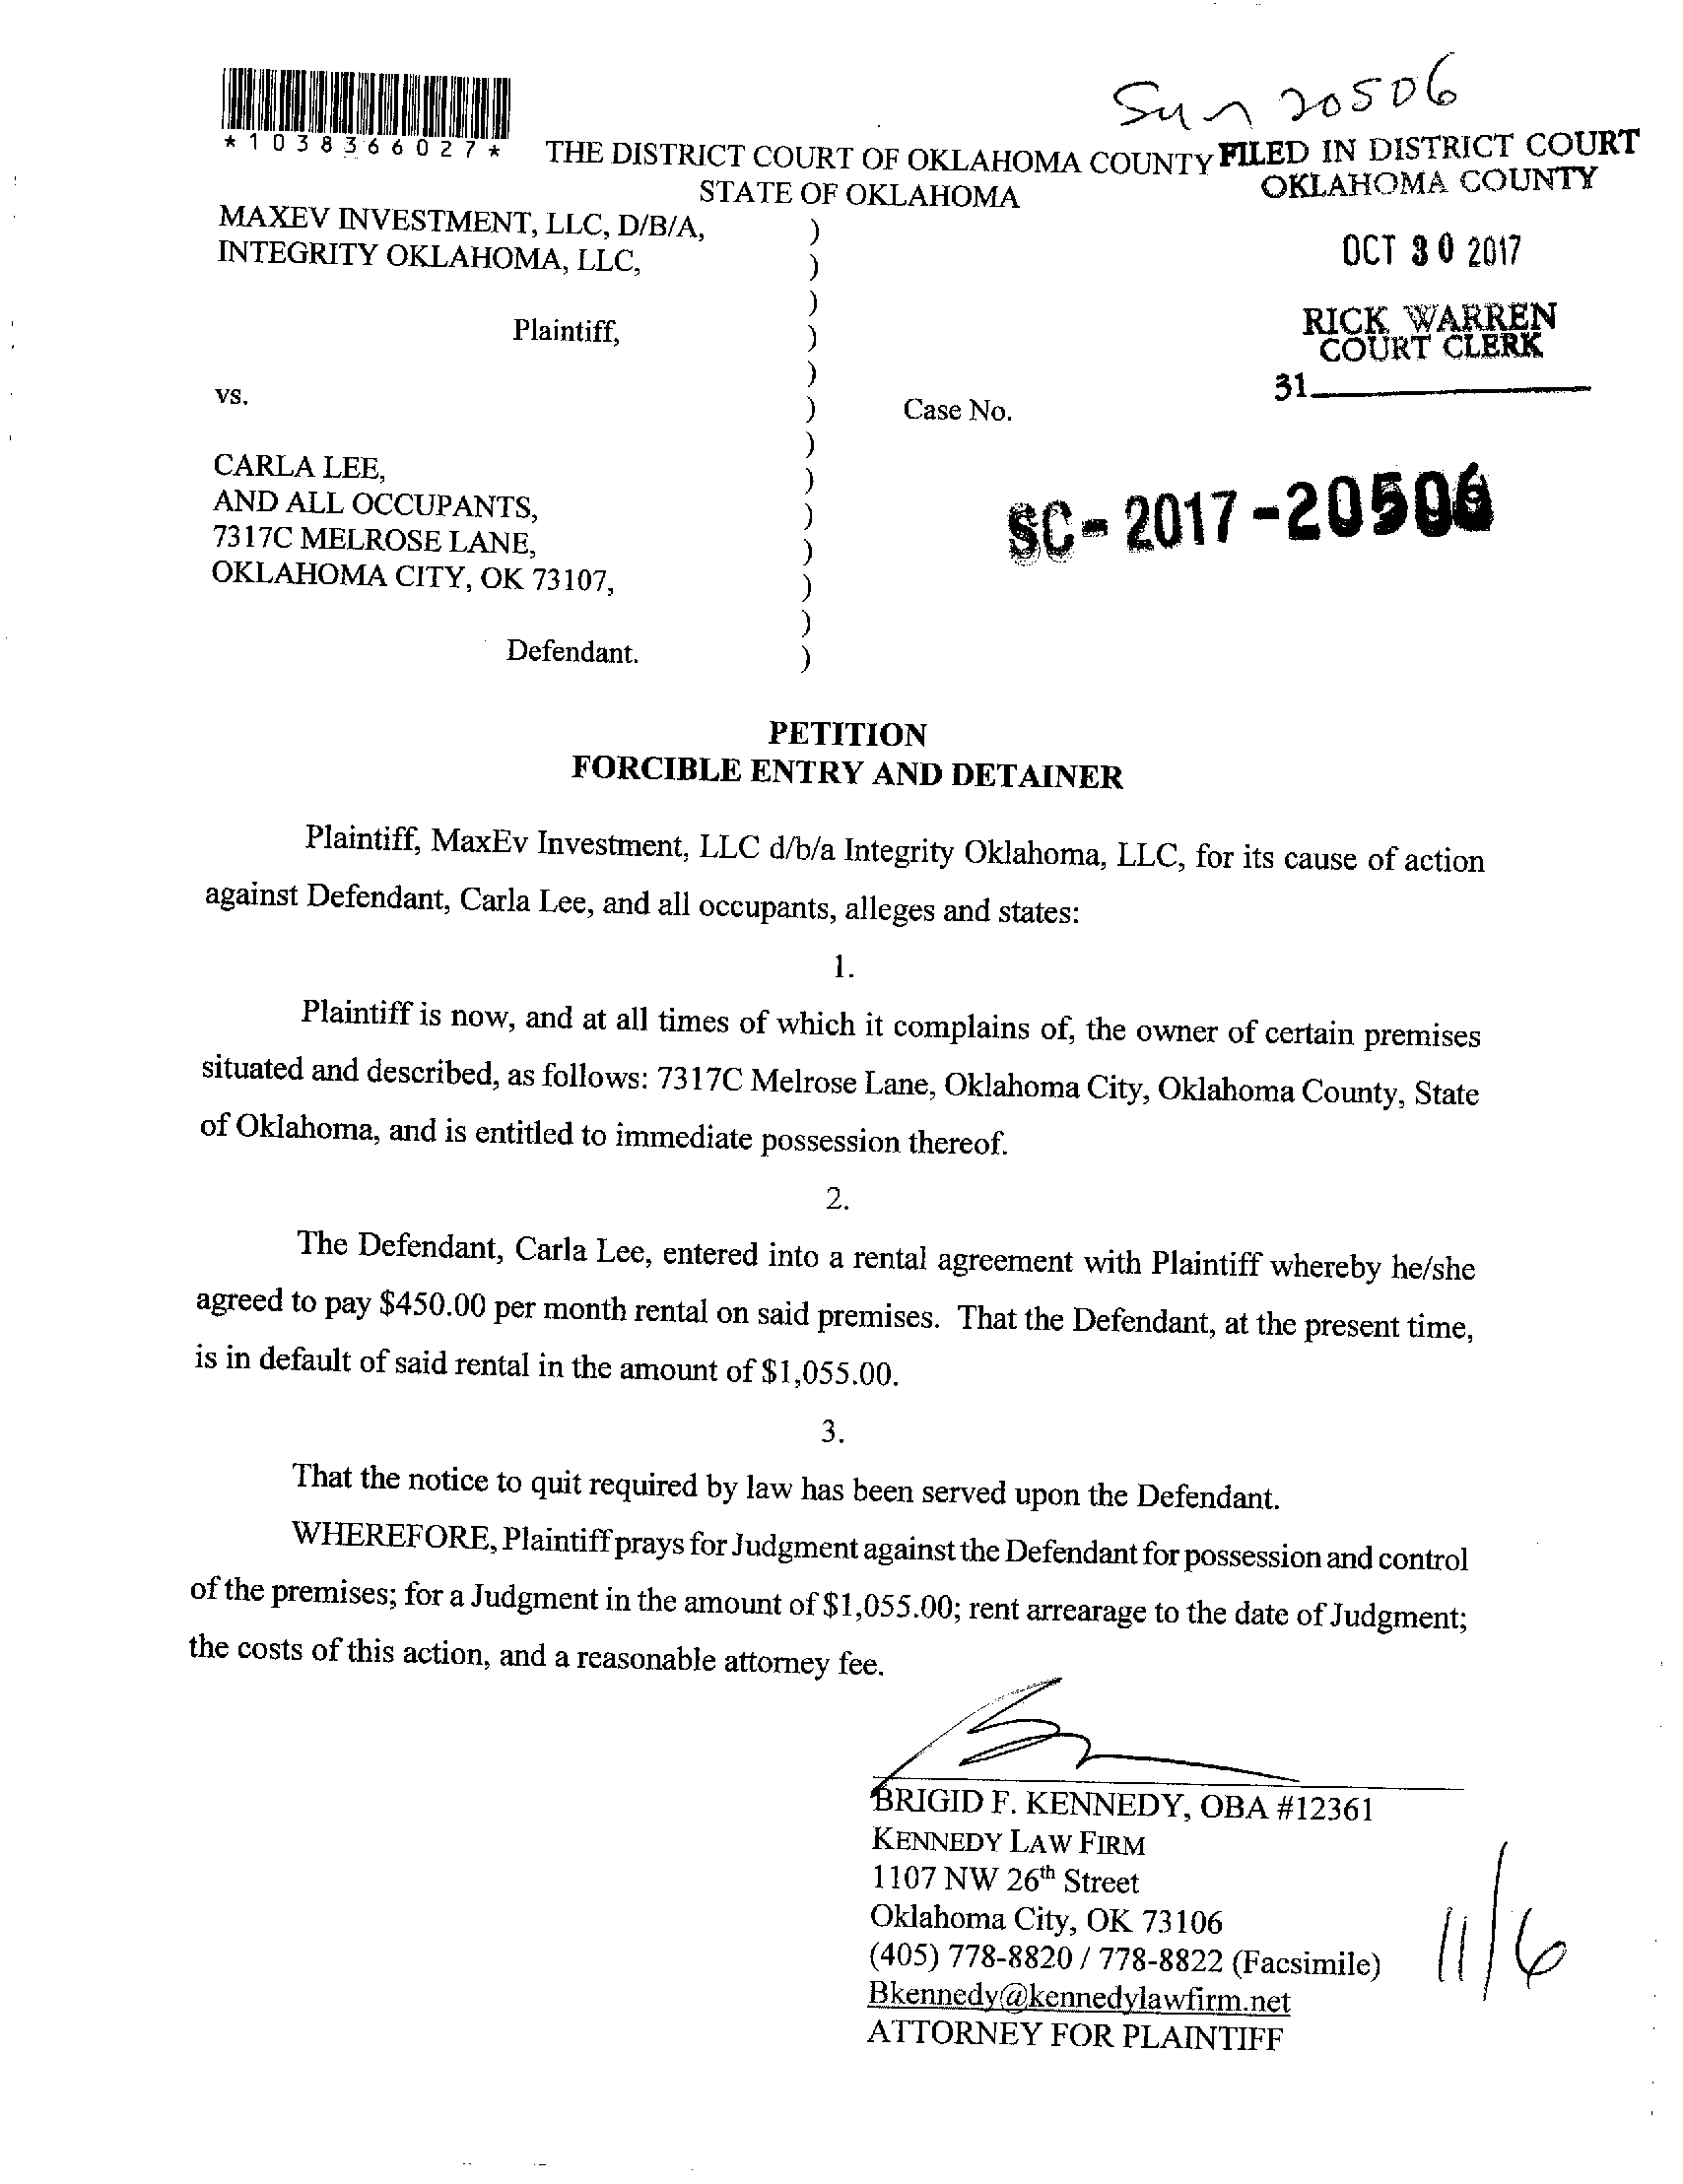 Sun 20506
*1038366027*
THE DISTRICT COURT OF OKLAHOMA COUNTY
STATE OF OKLAHOMA
FILED IN DISTRICT COURT
OKLAHOMA COUNTY
OCT 30 2017
RICK WARREN
COURT CLERK
31
MAXEV INVESTMENT, LLC, D/B/A, )
INTEGRITY OKLAHOMA, LLC, )
)
Plaintiff, )
)
vs. ) Case No.
)
CARLA LEE, )
AND ALL OCCUPANTS, )
7317C MELROSE LANE, )
OKLAHOMA CITY, OK 73107, )
)
Defendant. )
SC-2017-20506
PETITION
FORCIBLE ENTRY AND DETAINER
Plaintiff, MaxEv Investment, LLC d/b/a Integrity Oklahoma, LLC, for its cause of action
against Defendant, Carla Lee, and all occupants, alleges and states:
1.
Plaintiff is now, and at all times of which it complains of, the owner of certain premises
situated and described, as follows: 7317C Melrose Lane, Oklahoma City, Oklahoma County, State
of Oklahoma, and is entitled to immediate possession thereof.
2.
The Defendant, Carla Lee, entered into a rental agreement with Plaintiff whereby he/she
agreed to pay $450.00 per month rental on said premises. That the Defendant, at the present time,
is in default of said rental in the amount of $1,055.00.
3.
That the notice to quit required by law has been served upon the Defendant.
WHEREFORE, Plaintiff prays for Judgment against the Defendant for possession and control
of the premises; for a Judgment in the amount of $1,055.00; rent arrearage to the date of Judgment;
the costs of this action, and a reasonable attorney fee.
BRIGID F. KENNEDY, OBA #12361
KENNEDY LAW FIRM
1107 NW 26th Street
Oklahoma City, OK 73106
(405) 778-8820 / 778-8822 (Facsimile)
Bkennedy@kennedylawfirm.net
ATTORNEY FOR PLAINTIFF
11/6